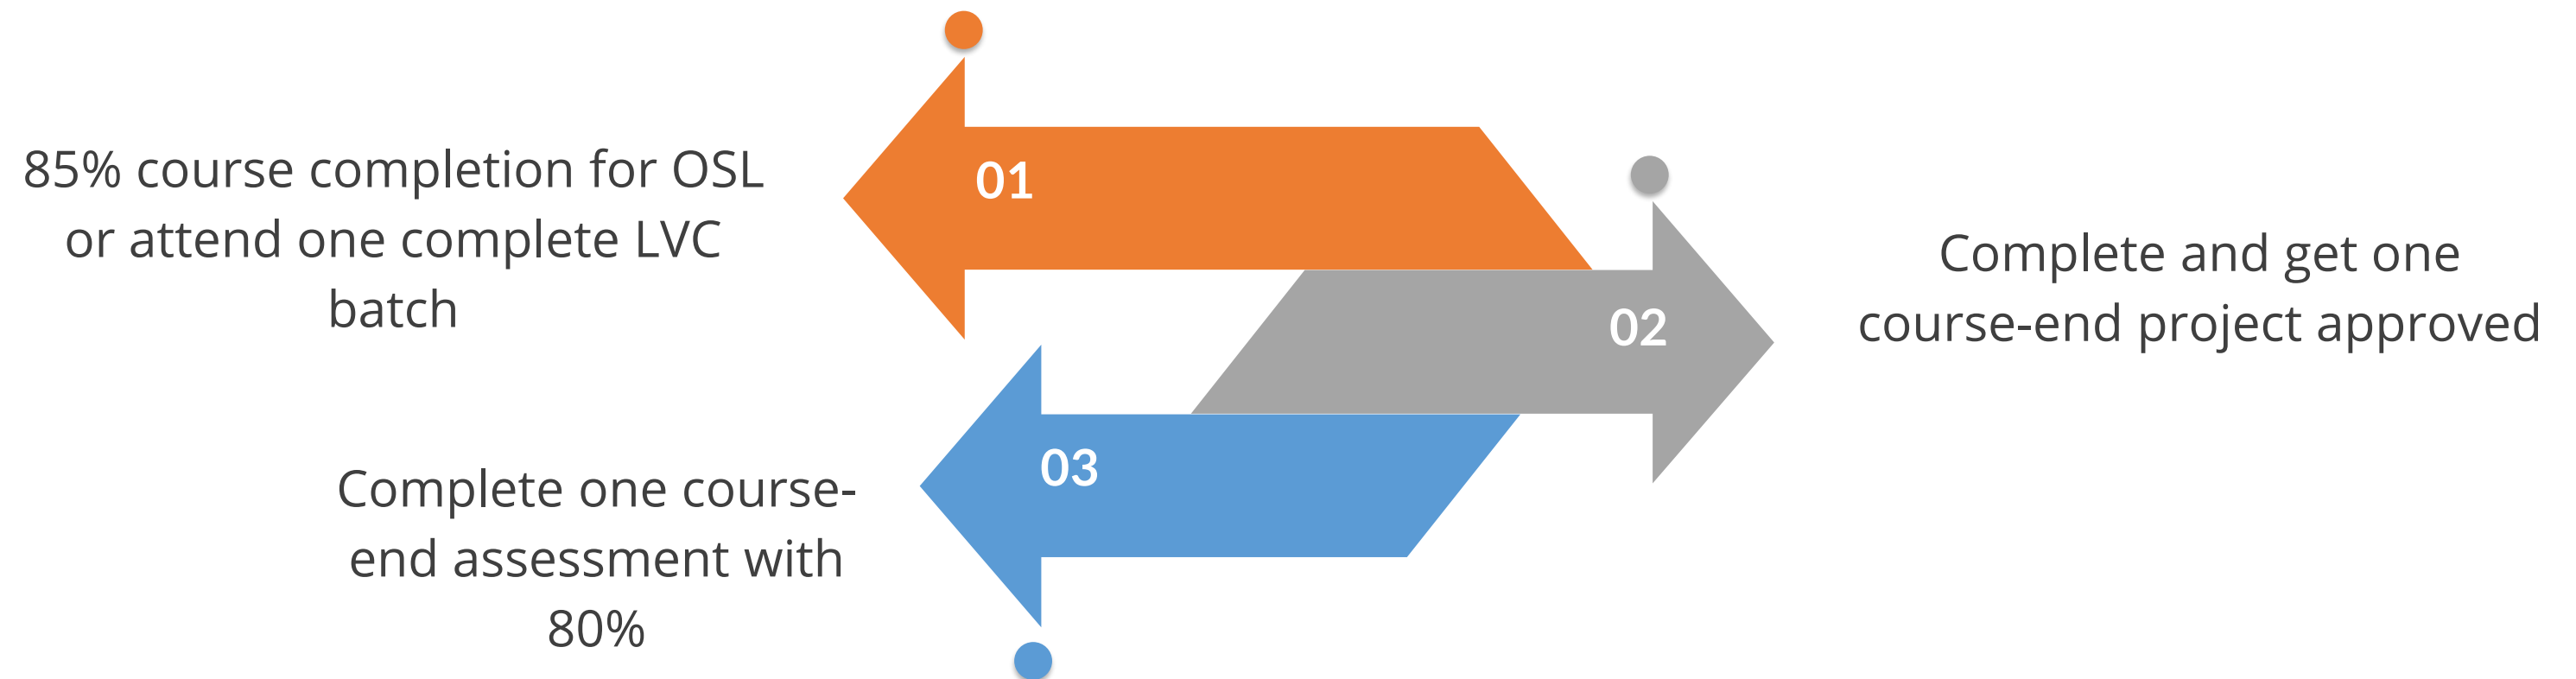 85% course completion for OSL
or attend one complete LVC
batch
01
02
Complete and get one
course-end project approved
03
Complete one course-
end assessment with
80%